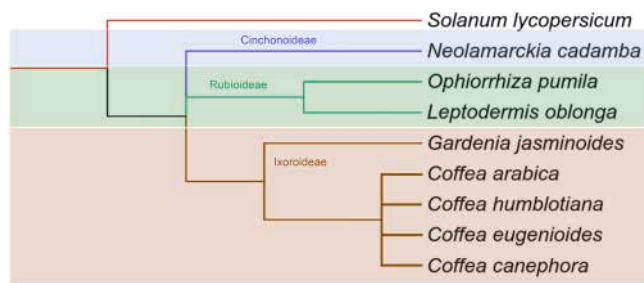 Solanum lycopersicum
Cinchonoideae
Neolamarckia cadamba
Ophiorrhiza pumila
Rubioideae
Leptodermis oblonga
Gardenia jasminoides
Ixoroideae
Coffea arabica
Coffea humblotiana
Coffea eugenioides
Coffea canephora